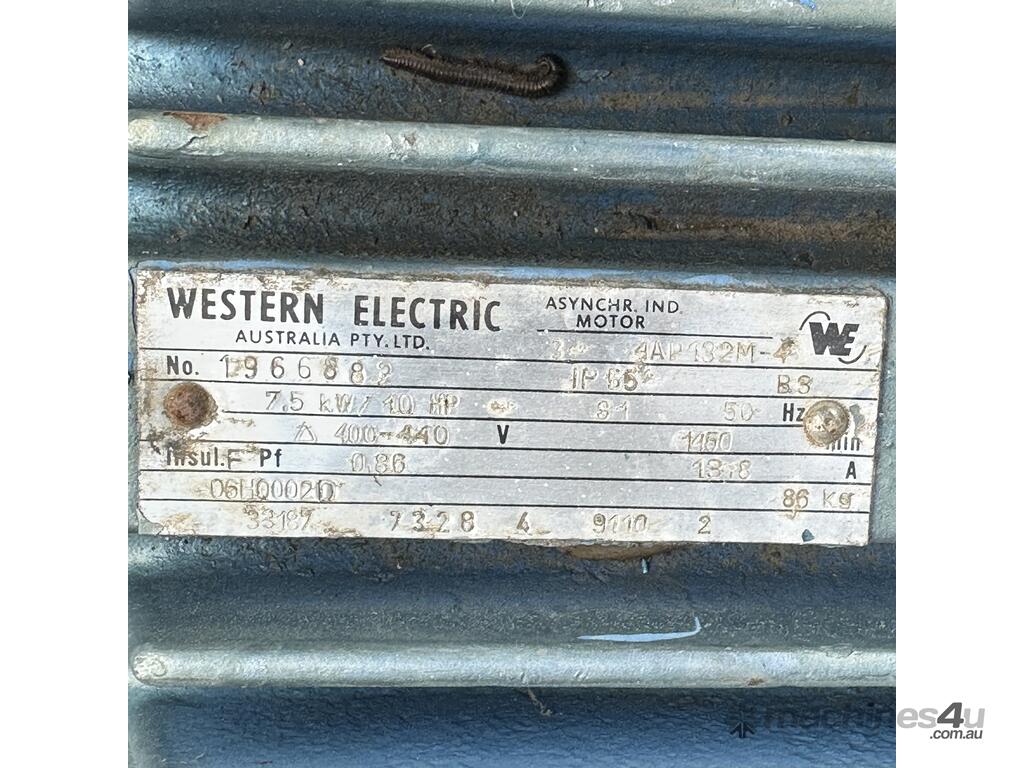 WESTERN ELECTRIC
AUSTRALIA PTY. LTD.
ASYNCHR. IND.
MOTOR
WE
3~ 4AP132M-4
No. 1966882 IP 55 B3
7.5 kW/10 HP S1 50 Hz
△ 400-440 V 1450 min
Insul. F Pf 0,86 A
06H0002D 86 kg
33187 7328 4 9110 2
machines4u
.com.au